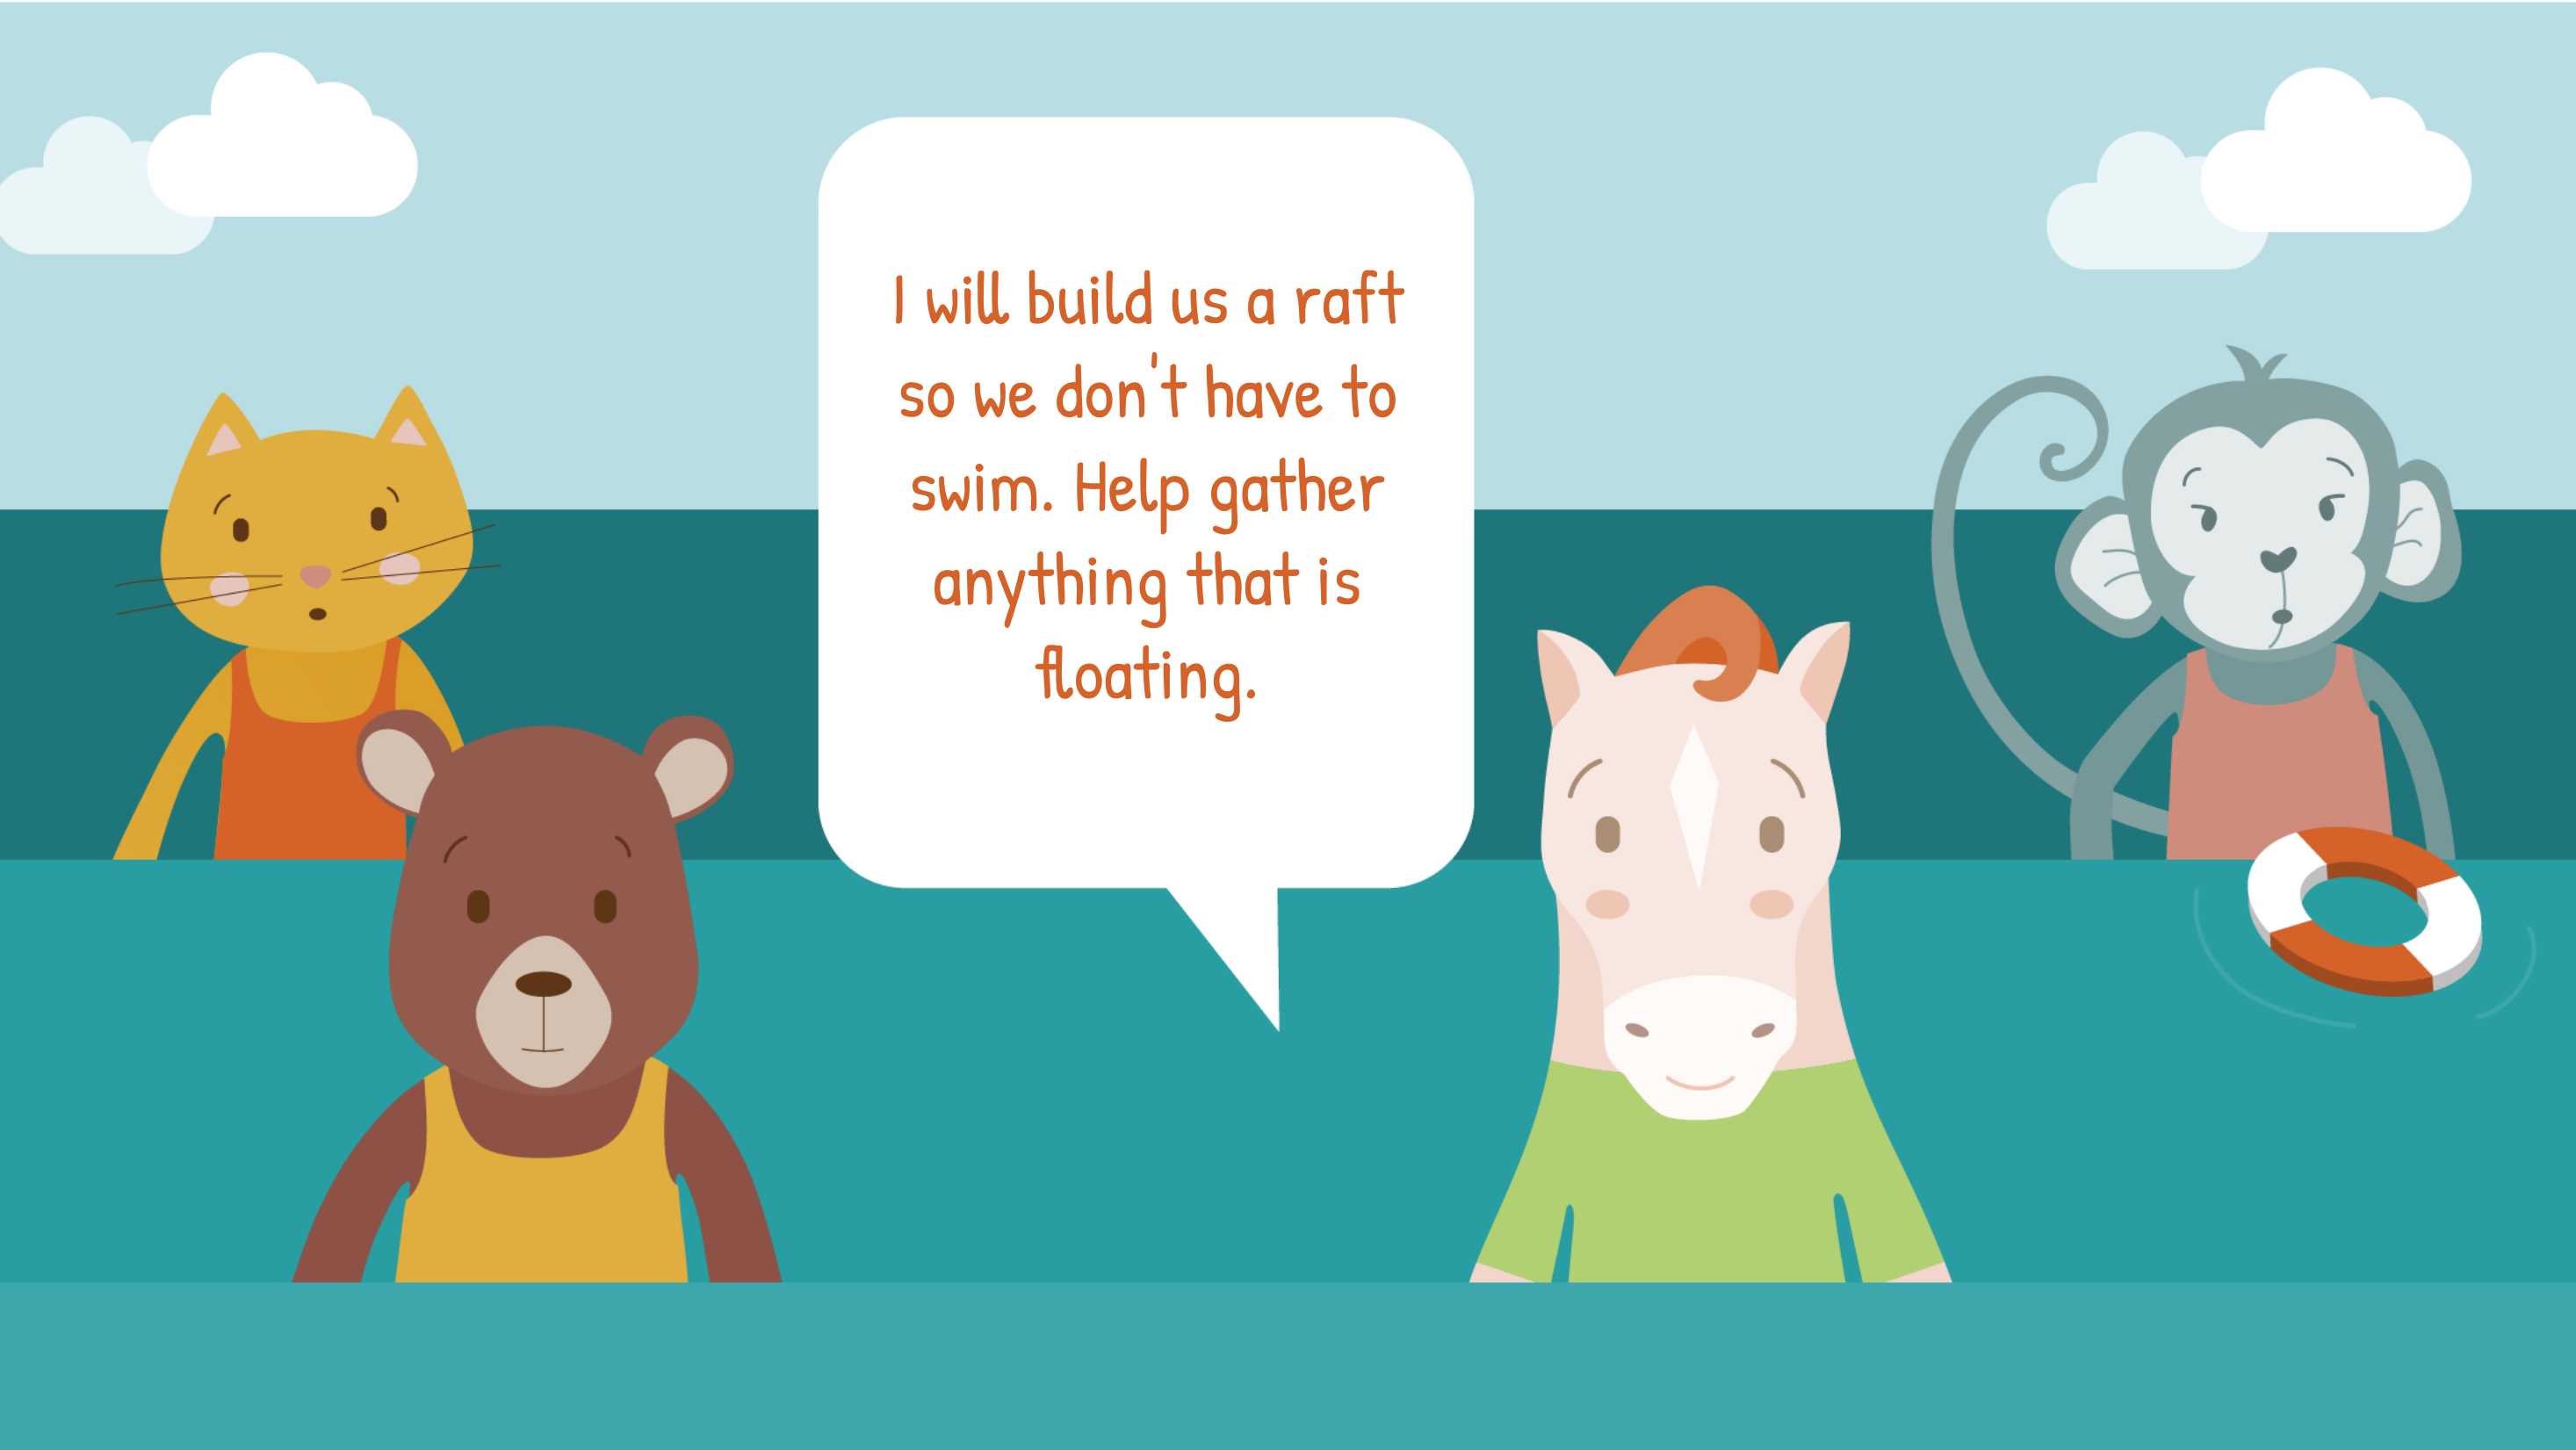 I will build us a raft
so we don't have to
swim. Help gather
anything that is
floating.